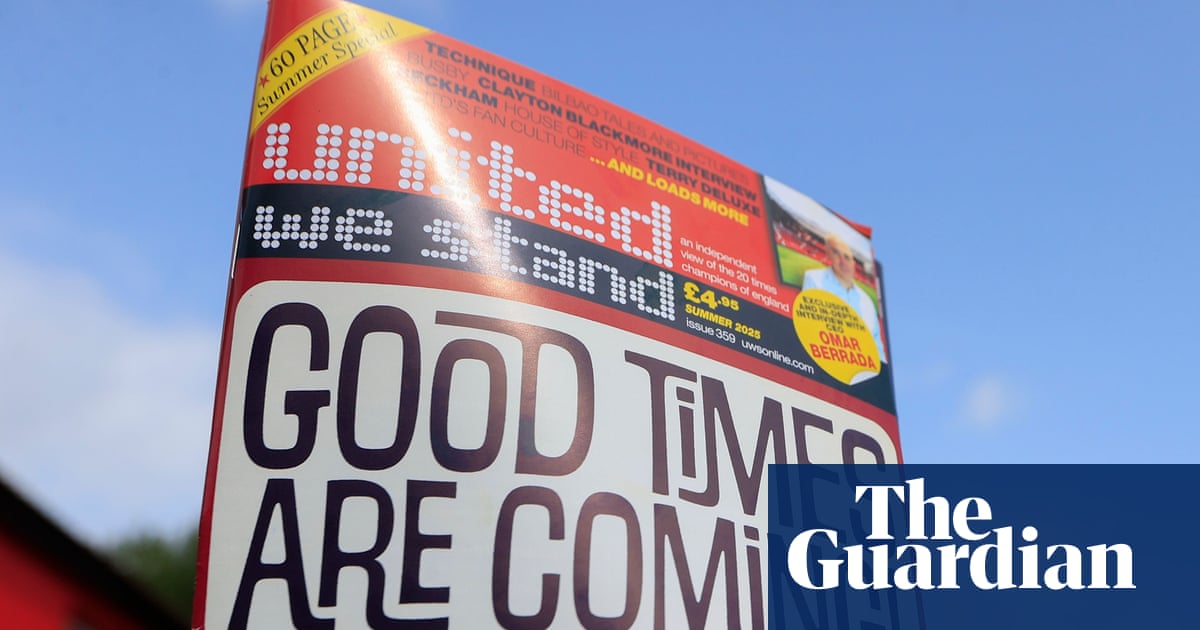 60 PAGE
Summer Special
TECHNIQUE BILBAO TALES AND PICTURES
BUSBY CLAYTON BLACKMORE INTERVIEW
BECKHAM HOUSE OF STYLE TERRY DELUXE
UTD'S FAN CULTURE ...AND LOADS MORE
united
we stand
an independent
view of the 20 times
champions of england
£4.95
SUMMER 2025
issue 359 uwsonline.com
EXCLUSIVE
AND IN-DEPTH
INTERVIEW WITH
CEO
OMAR
BERRADA
GOOD TiMES
ARE COMiNG
The
Guardian